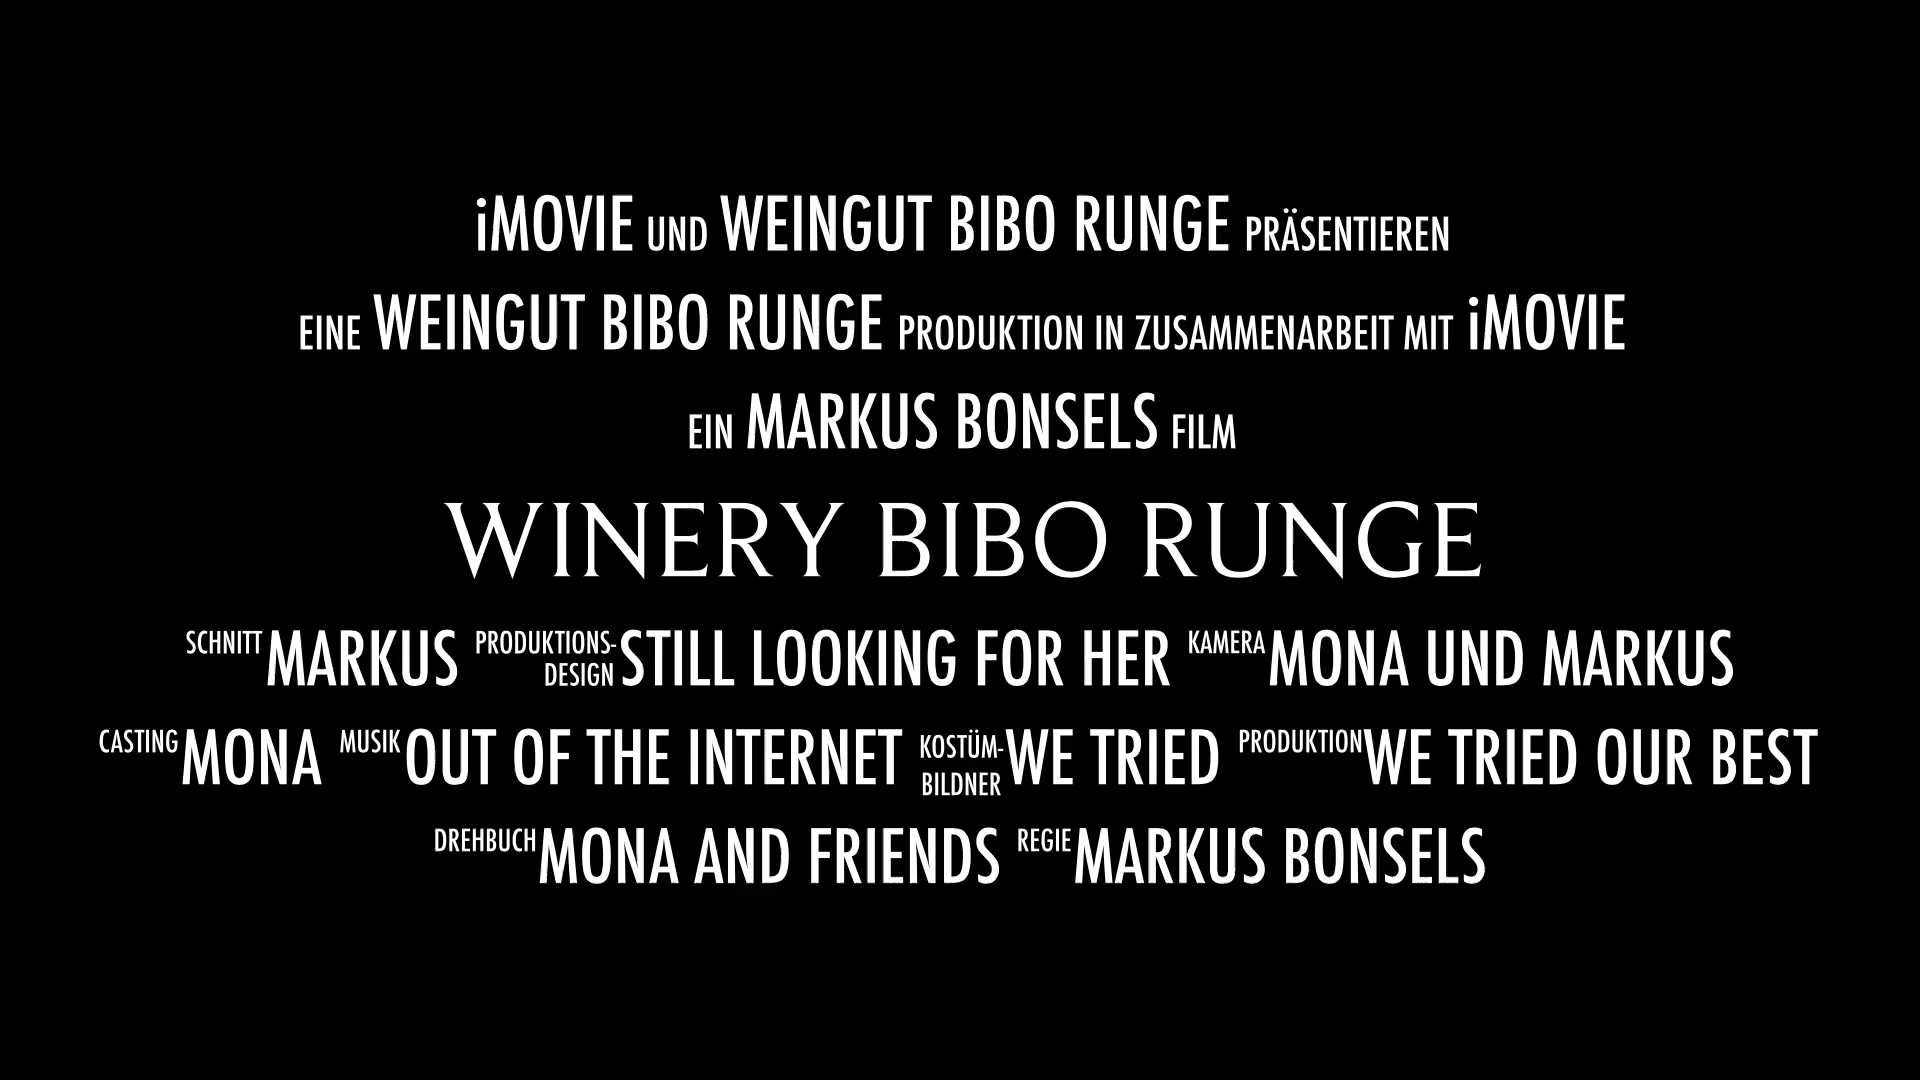 iMOVIE UND WEINGUT BIBO RUNGE PRÄSENTIEREN
EINE WEINGUT BIBO RUNGE PRODUKTION IN ZUSAMMENARBEIT MIT iMOVIE
EIN MARKUS BONSELS FILM
WINERY BIBO RUNGE
SCHNITT MARKUS PRODUKTIONS-DESIGN STILL LOOKING FOR HER KAMERA MONA UND MARKUS
CASTING MONA MUSIK OUT OF THE INTERNET KOSTÜM-BILDNER WE TRIED PRODUKTION WE TRIED OUR BEST
DREHBUCH MONA AND FRIENDS REGIE MARKUS BONSELS